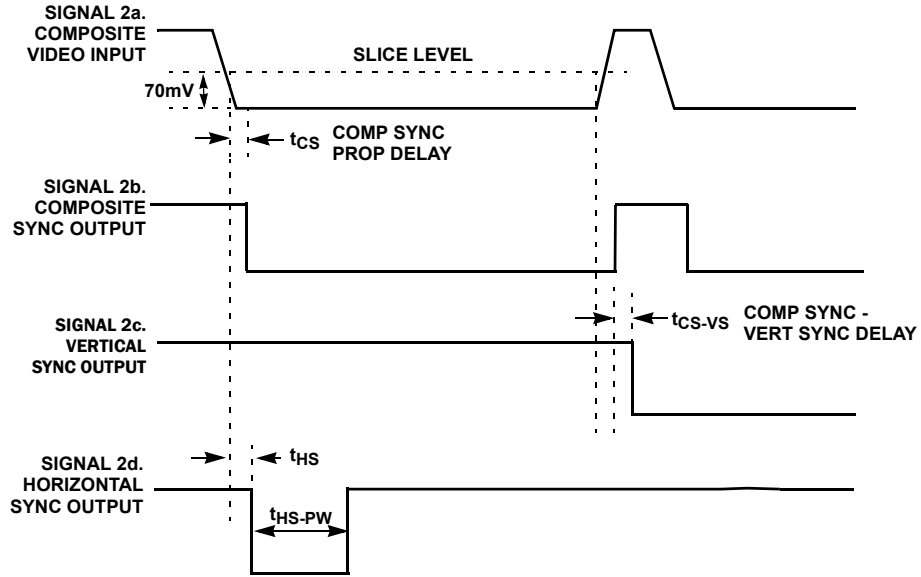 SIGNAL 2a.
COMPOSITE
VIDEO INPUT
SLICE LEVEL
70mV
tCS COMP SYNC
PROP DELAY
SIGNAL 2b.
COMPOSITE
SYNC OUTPUT
tCS-VS COMP SYNC -
VERT SYNC DELAY
SIGNAL 2c.
VERTICAL
SYNC OUTPUT
tHS
SIGNAL 2d.
HORIZONTAL
SYNC OUTPUT
tHS-PW